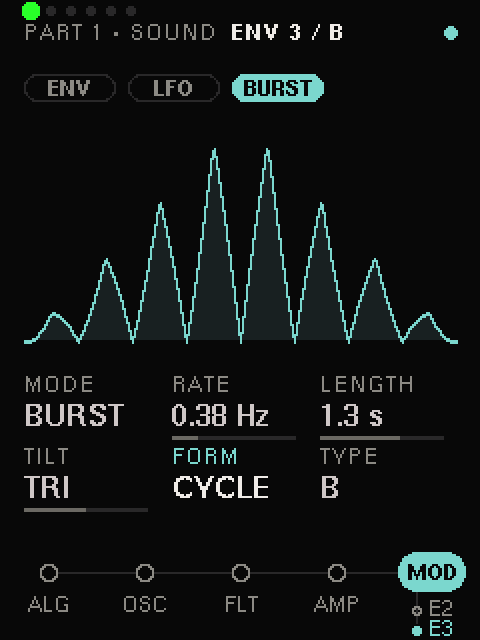 PART 1 · SOUND ENV 3 / B
ENV LFO BURST
MODE RATE LENGTH
BURST 0.38 Hz 1.3 s
TILT FORM TYPE
TRI CYCLE B
MOD
ALG OSC FLT AMP
E2
E3